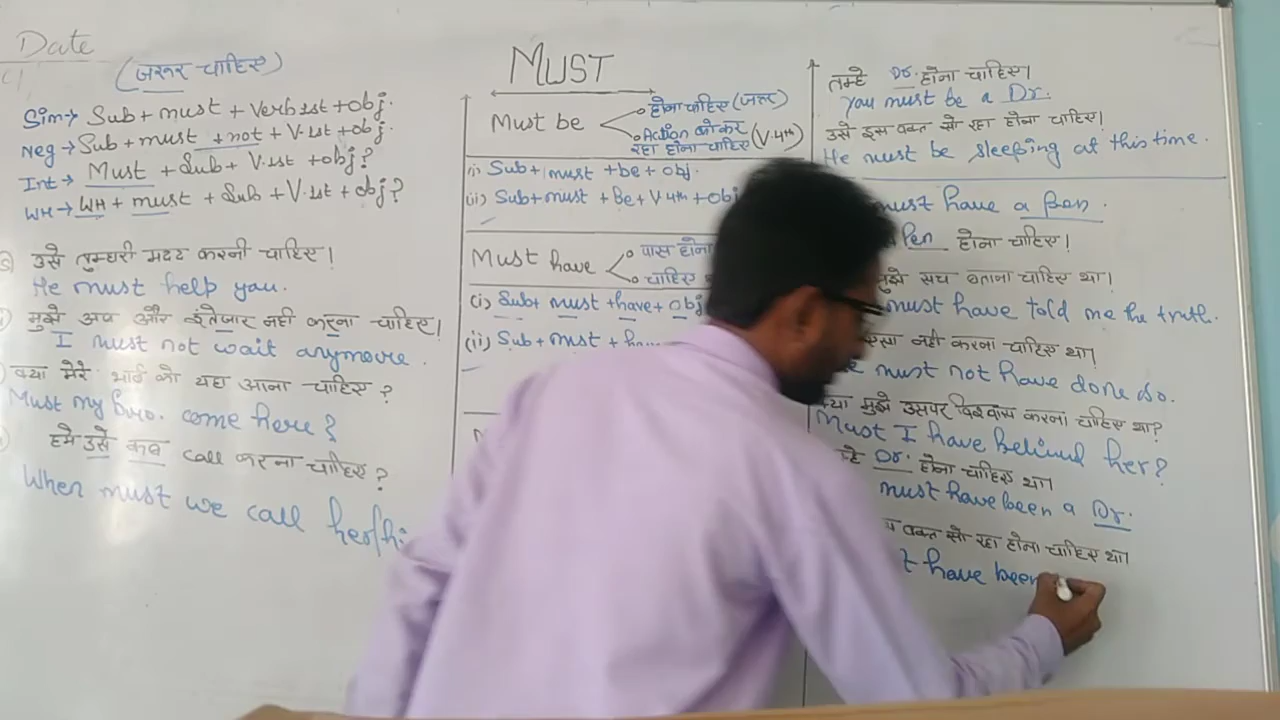 Date
(जरूर चाहिए)
Sim→ Sub + must + Verb 1st + obj.
Neg → Sub + must + not + V.1st + obj.
Int → Must + Sub + V.1st + obj?
WH → WH + must + Sub + V.1st + obj?
उसे तुम्हारी मदद करनी चाहिए।
He must help you.
मुझे अब और इंतेजार नही करना चाहिए।
I must not wait anymore.
क्या मेरे भाई को यहा आना चाहिए?
Must my bro. come here?
हमे उसे कब call करना चाहिए?
When must we call her/hi
MUST
Must be
होना चाहिए (जरूर)
Action को कर
रहा होना चाहिए (V.4th)
(i) Sub + must + be + obj.
(ii) Sub + must + be + V.4th + obj
Must have
पास होना
चाहिए
(i) Sub + must + have + obj
(ii) Sub + must + hav
तुम्हे Dr. होना चाहिए।
You must be a Dr.
उसे इस वक्त सो रहा होना चाहिए।
He must be sleeping at this time.
must have a pen.
Pen होना चाहिए।
मुझे सच बताना चाहिए था।
must have told me the truth.
नही करना चाहिए था।
must not have done so.
क्या मुझे उसपर विश्वास करना चाहिए था?
Must I have behind her?
Dr. होना चाहिए था।
must have been a Dr.
वक्त सो रहा होना चाहिए था।
t have been